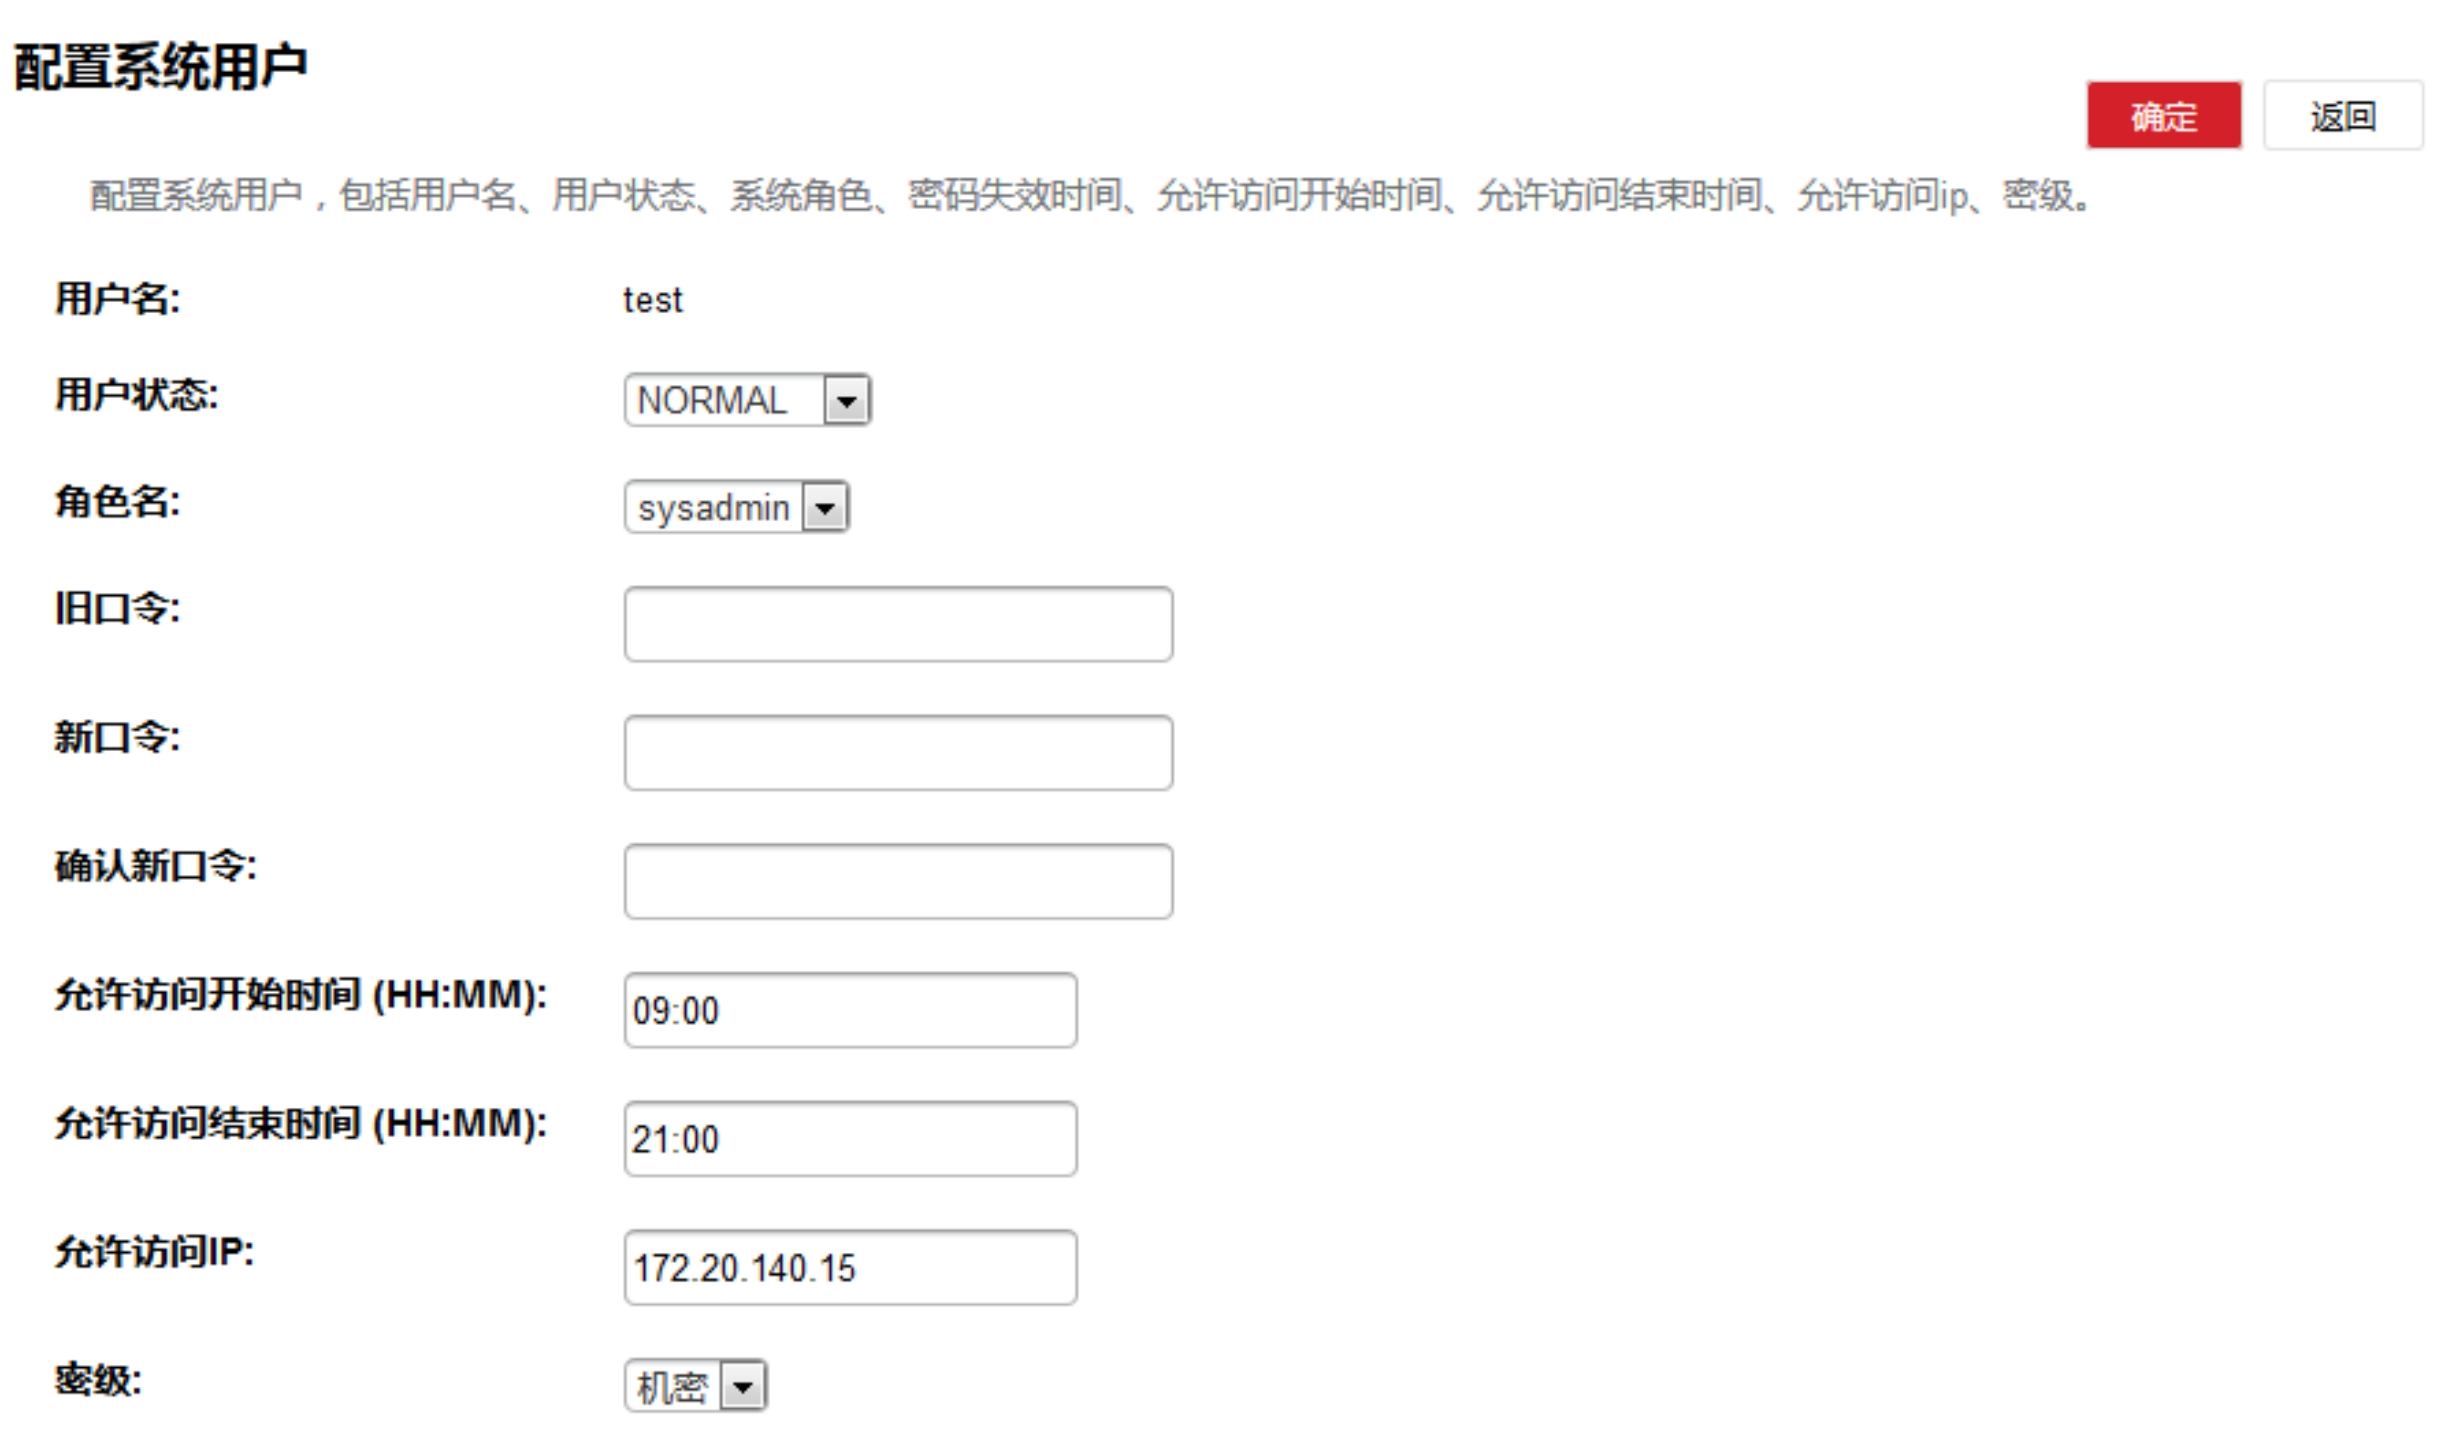 配置系统用户
确定 返回
配置系统用户，包括用户名、用户状态、系统角色、密码失效时间、允许访问开始时间、允许访问结束时间、允许访问ip、密级。
用户名: test
用户状态: NORMAL
角色名: sysadmin
旧口令:
新口令:
确认新口令:
允许访问开始时间 (HH:MM): 09:00
允许访问结束时间 (HH:MM): 21:00
允许访问IP: 172.20.140.15
密级: 机密